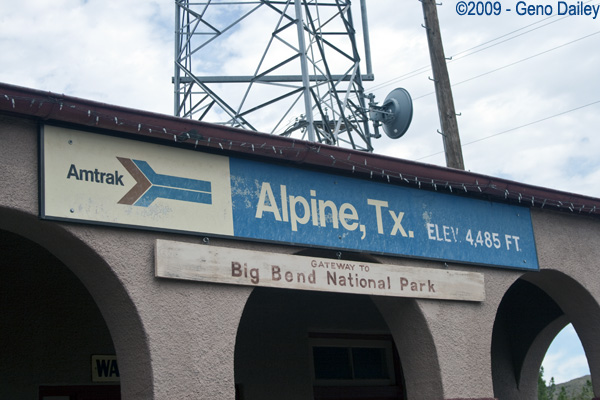 ©2009 - Geno Dailey
Amtrak
Alpine, Tx. ELEV. 4,485 FT.
GATEWAY TO
Big Bend National Park
WA